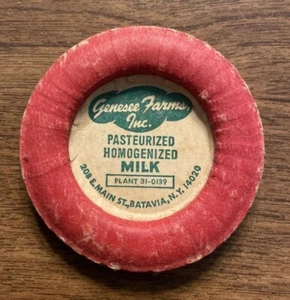 Genesee Farms,
Inc.
PASTEURIZED
HOMOGENIZED
MILK
PLANT 31-0139
208 E. MAIN ST., BATAVIA, N.Y. 14020